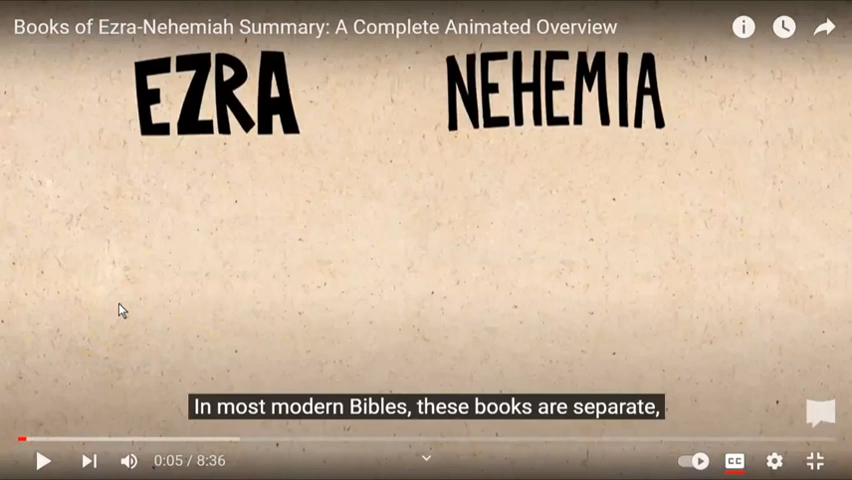 Books of Ezra-Nehemiah Summary: A Complete Animated Overview
EZRA NEHEMIA
In most modern Bibles, these books are separate,
0:05 / 8:36
CC